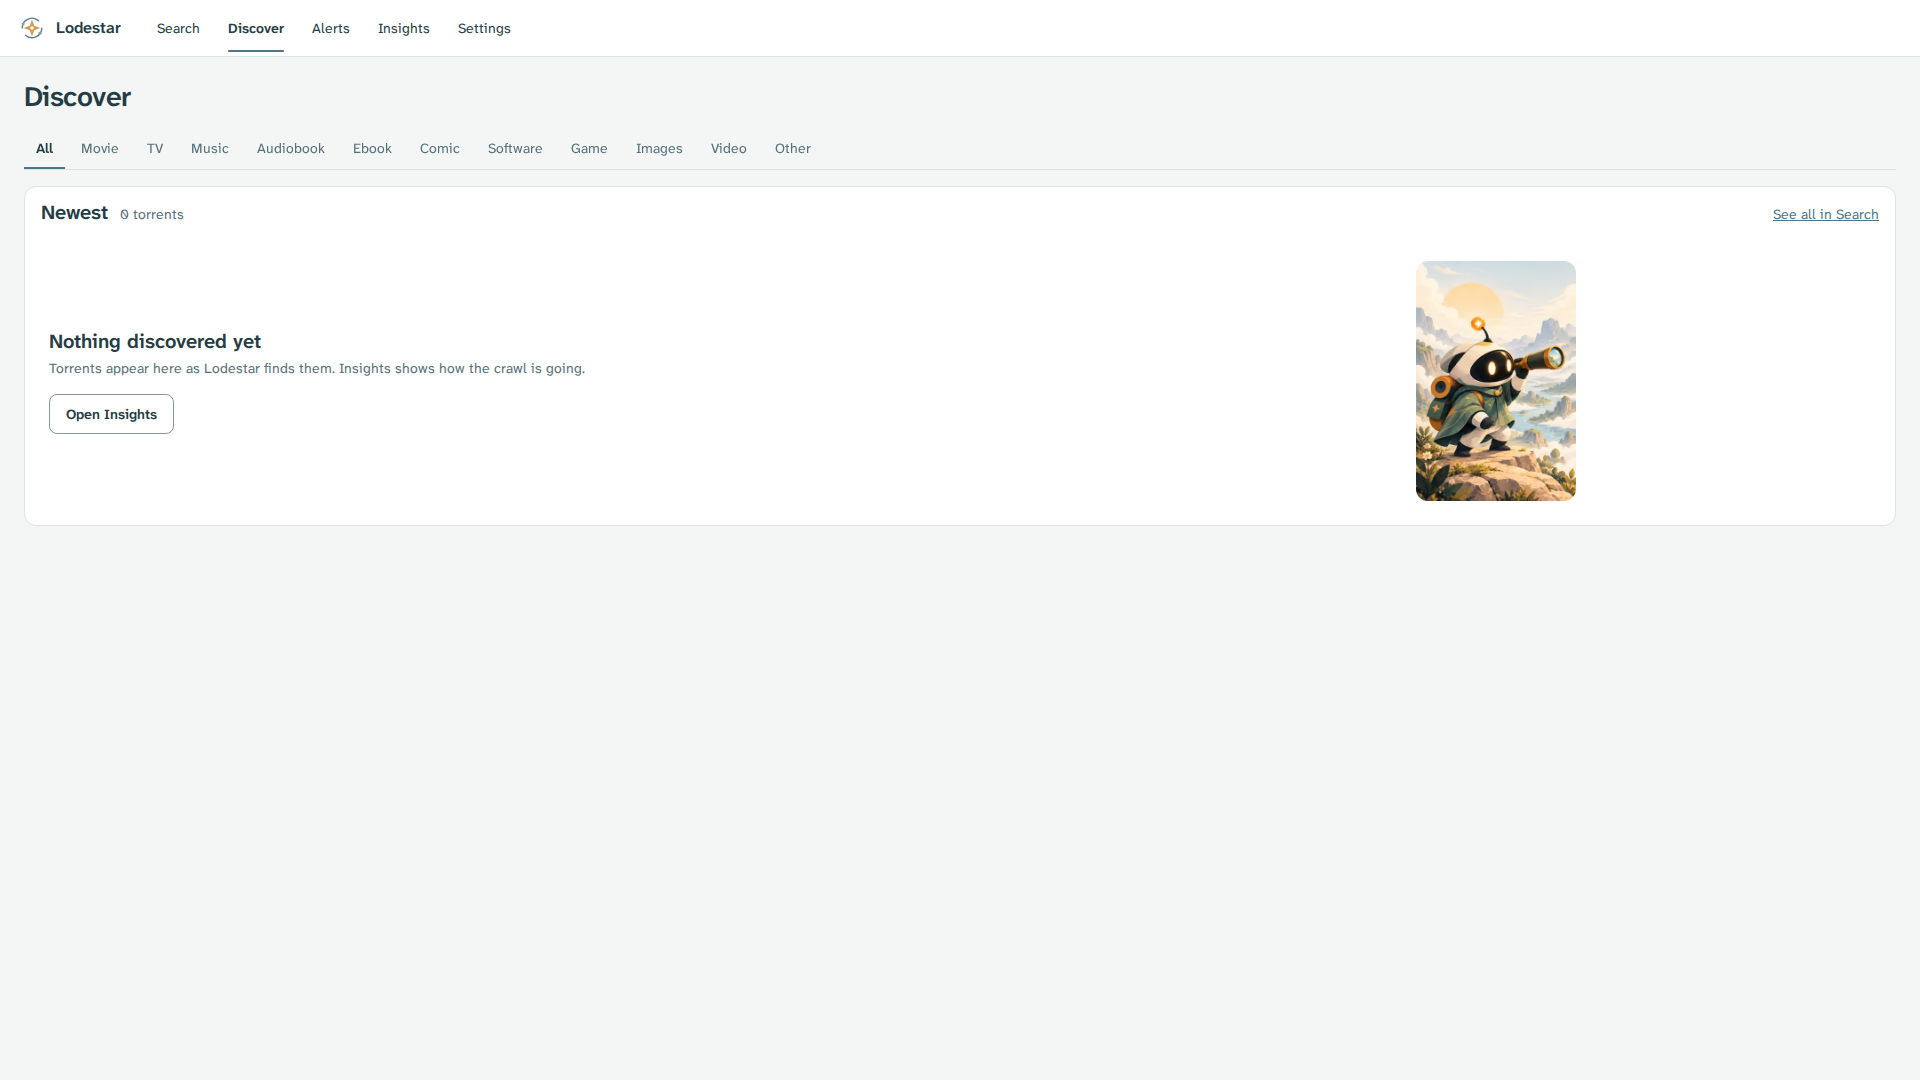 Lodestar
Search
Discover
Alerts
Insights
Settings
Discover
All
Movie
TV
Music
Audiobook
Ebook
Comic
Software
Game
Images
Video
Other
Newest 0 torrents
See all in Search
Nothing discovered yet
Torrents appear here as Lodestar finds them. Insights shows how the crawl is going.
Open Insights